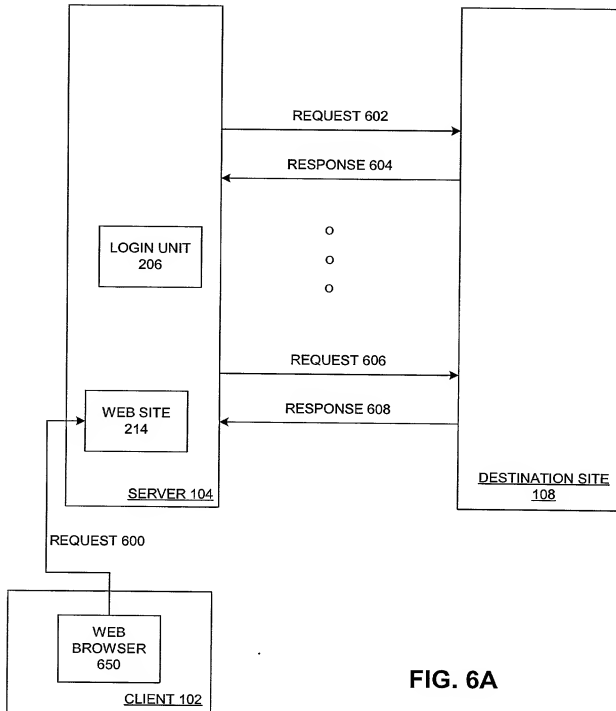 REQUEST 602
RESPONSE 604
LOGIN UNIT
206
o
o
o
REQUEST 606
WEB SITE
214
RESPONSE 608
SERVER 104
DESTINATION SITE
108
REQUEST 600
WEB
BROWSER
650
CLIENT 102
FIG. 6A